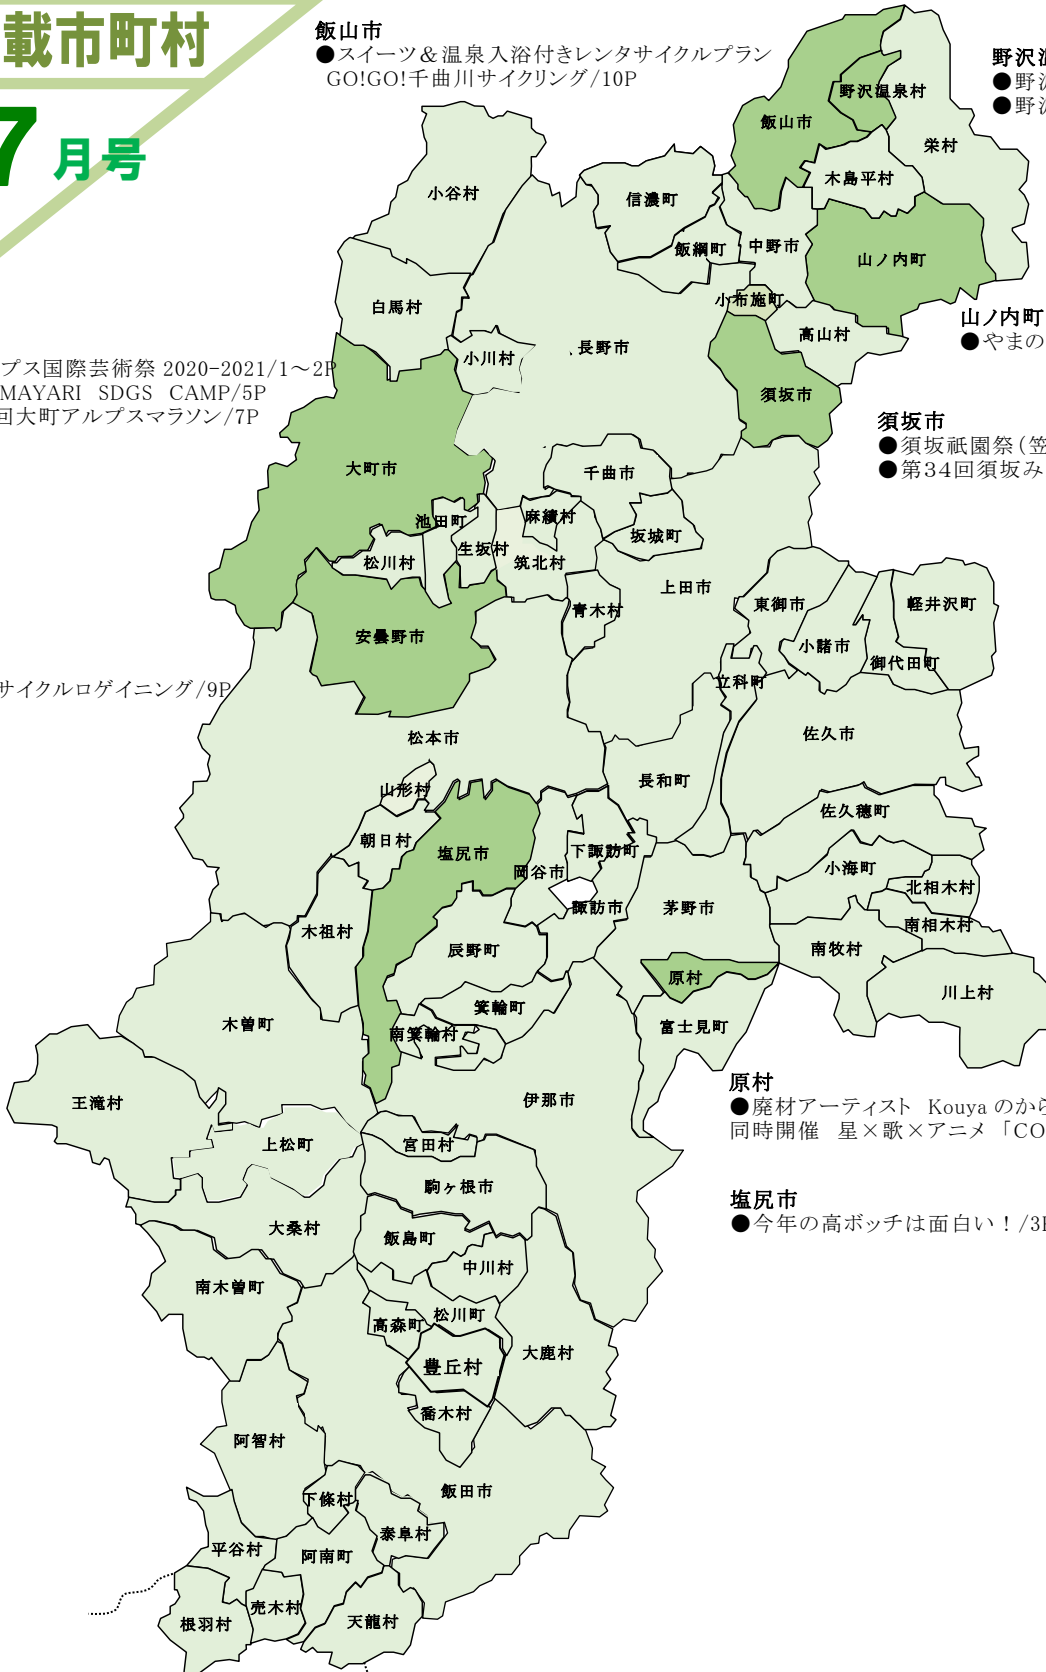 載市町村
7月号
飯山市
●スイーツ&温泉入浴付きレンタサイクルプラン
GO!GO!千曲川サイクリング/10P
野沢温
●野沢
●野沢
プス国際芸術祭 2020-2021/1~2P
MAYARI SDGS CAMP/5P
回大町アルプスマラソン/7P
山ノ内町
●やまの
須坂市
●須坂祇園祭(笠
●第34回須坂み
サイクルロゲイニング/9P
原村
●廃材アーティスト Kouya のから
同時開催 星×歌×アニメ 「CO
塩尻市
●今年の高ボッチは面白い!/3P
野沢温泉村
飯山市
栄村
木島平村
小谷村
信濃町
飯綱町
中野市
山ノ内町
白馬村
小布施町
高山村
小川村
長野市
須坂市
大町市
千曲市
池田町
麻績村
坂城町
生坂村
松川村
筑北村
上田市
青木村
東御市
軽井沢町
安曇野市
小諸市
御代田町
立科町
松本市
佐久市
長和町
山形村
佐久穂町
朝日村
塩尻市
下諏訪町
岡谷市
小海町
北相木村
諏訪市
茅野市
南相木村
木祖村
辰野町
南牧村
原村
川上村
箕輪町
木曽町
南箕輪村
富士見町
王滝村
伊那市
上松町
宮田村
駒ヶ根市
大桑村
飯島町
中川村
南木曽町
松川町
高森町
大鹿村
豊丘村
喬木村
阿智村
飯田市
下條村
泰阜村
平谷村
阿南町
売木村
根羽村
天龍村